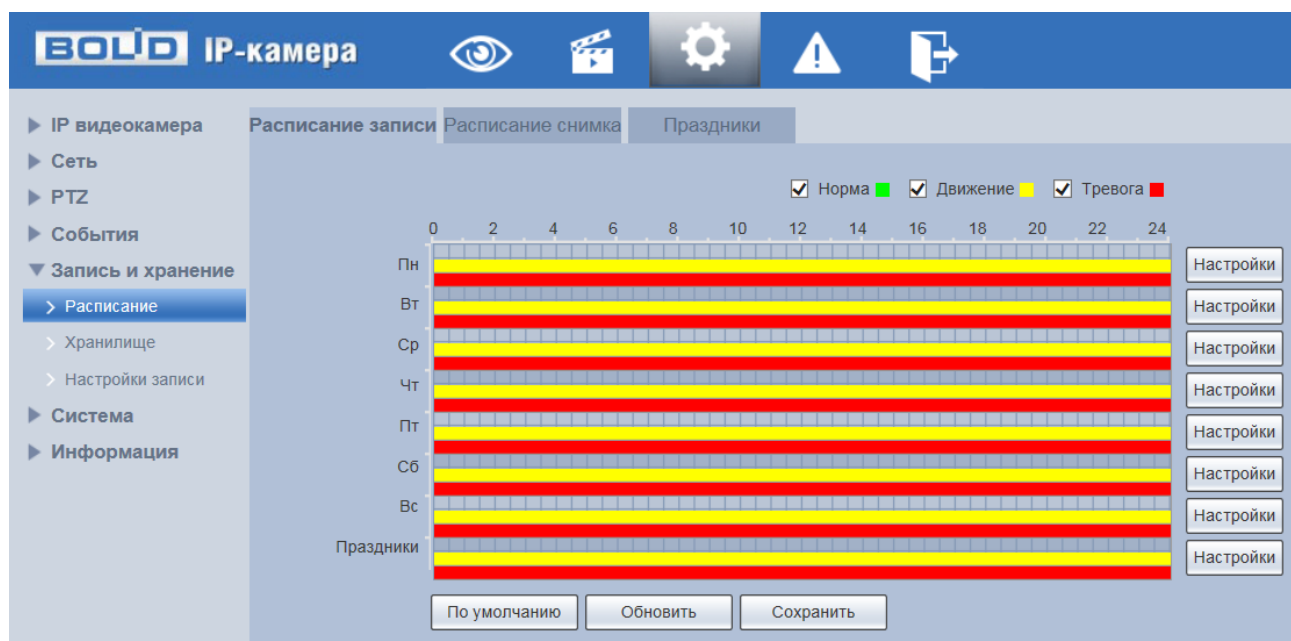 BOLID IP-камера
IP видеокамера
Сеть
PTZ
События
Запись и хранение
Расписание
Хранилище
Настройки записи
Система
Информация
Расписание записи Расписание снимка Праздники
Норма Движение Тревога
0 2 4 6 8 10 12 14 16 18 20 22 24
Пн Настройки
Вт Настройки
Ср Настройки
Чт Настройки
Пт Настройки
Сб Настройки
Вс Настройки
Праздники Настройки
По умолчанию Обновить Сохранить